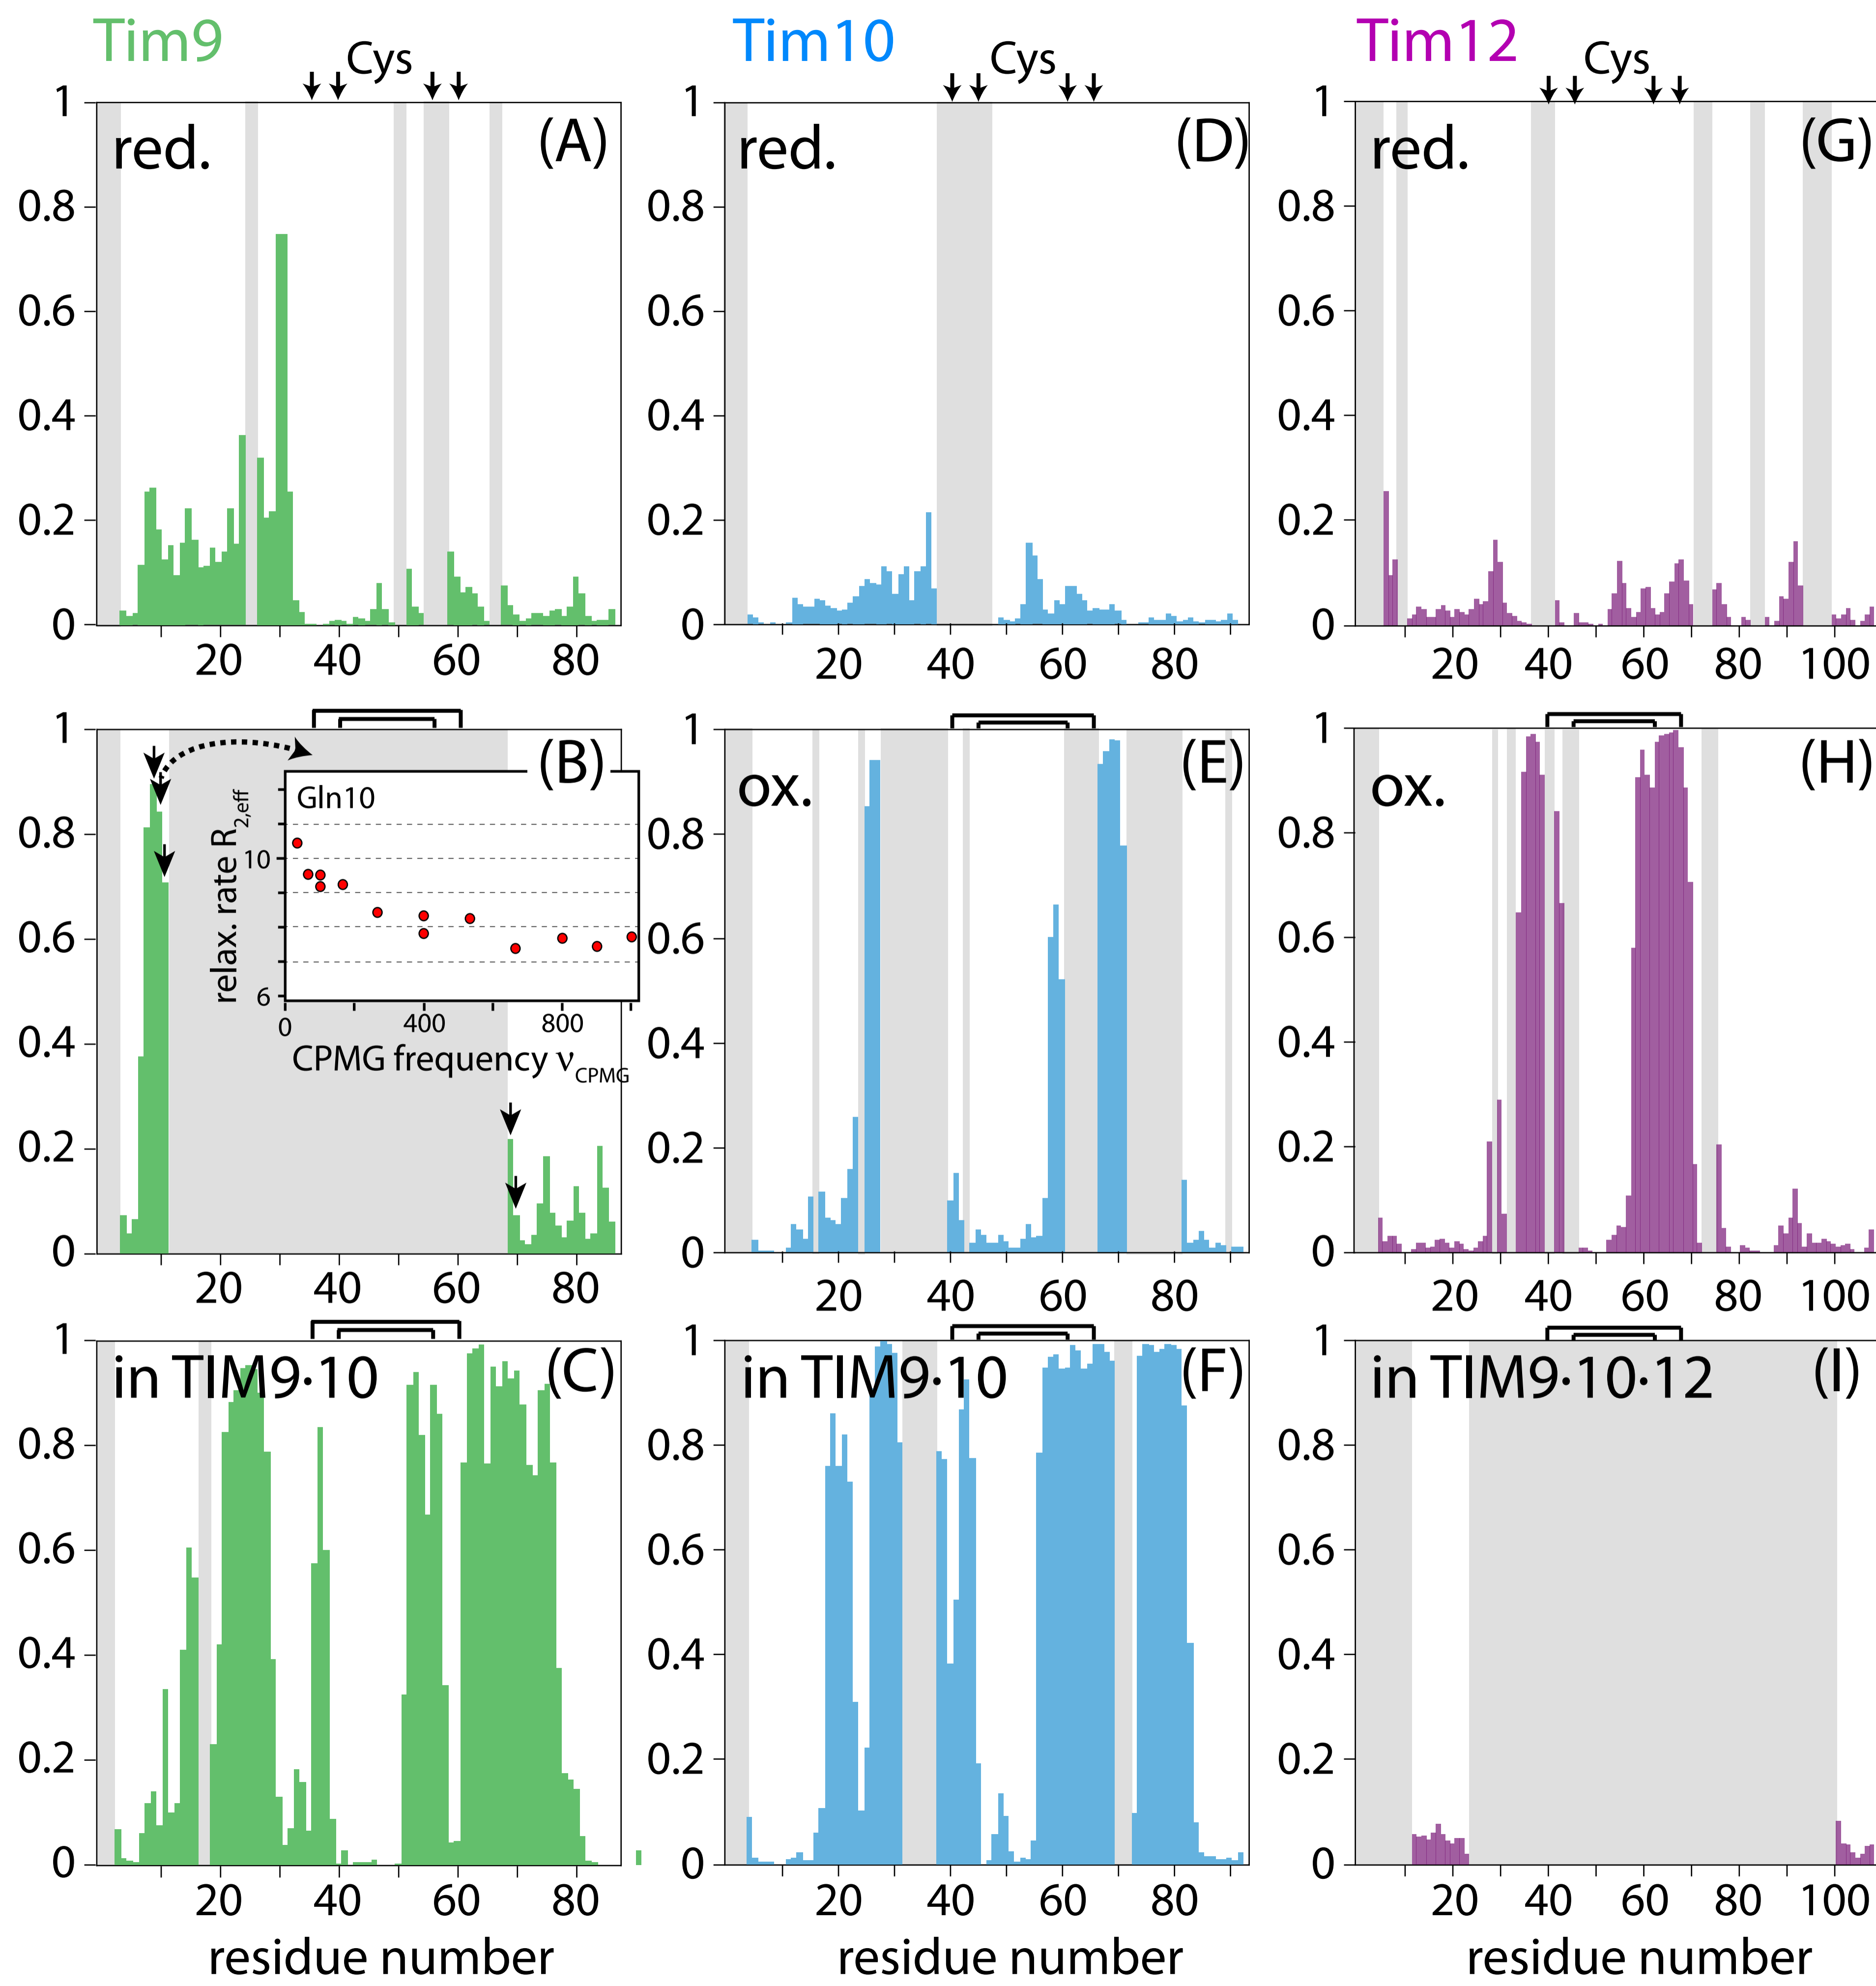 Tim9
Tim10
Tim12
Cys
Cys
Cys
1
0.8
0.6
0.4
0.2
0
red.
(A)
20 40 60 80
1
0.8
0.6
0.4
0.2
0
red.
(D)
20 40 60 80
1
0.8
0.6
0.4
0.2
0
red.
(G)
20 40 60 80 100
1
0.8
0.6
0.4
0.2
0
(B)
Gln10
relax. rate R2,eff
10
6
0 400 800
CPMG frequency νCPMG
20 40 60 80
1
0.8
0.6
0.4
0.2
0
ox.
(E)
20 40 60 80
1
0.8
0.6
0.4
0.2
0
ox.
(H)
20 40 60 80 100
1
0.8
0.6
0.4
0.2
0
in TIM9·10
(C)
20 40 60 80
residue number
1
0.8
0.6
0.4
0.2
0
in TIM9·10
(F)
20 40 60 80
residue number
1
0.8
0.6
0.4
0.2
0
in TIM9·10·12
(I)
20 40 60 80 100
residue number